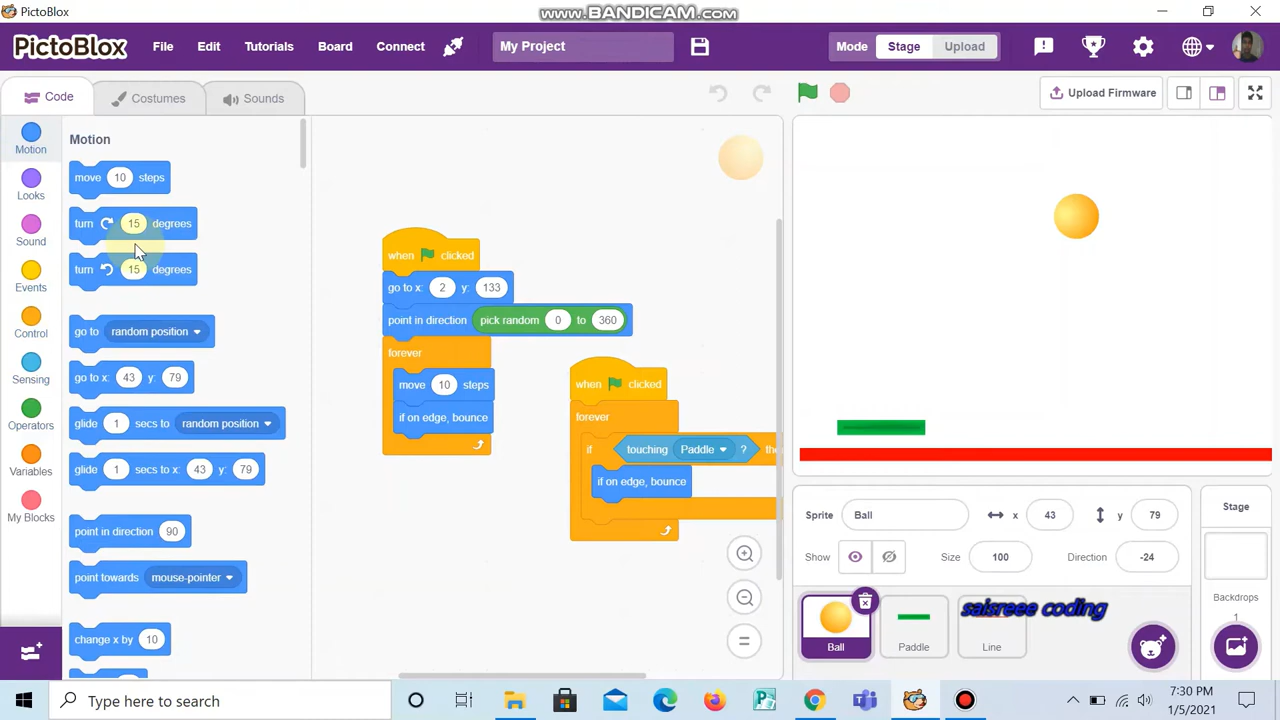 PictoBlox
www.BANDICAM.com
PictoBlox
File
Edit
Tutorials
Board
Connect
My Project
Mode
Stage
Upload
Code
Costumes
Sounds
Upload Firmware
Motion
Looks
Sound
Events
Control
Sensing
Operators
Variables
My Blocks
Motion
move 10 steps
turn 15 degrees
turn 15 degrees
go to random position
go to x: 43 y: 79
glide 1 secs to random position
glide 1 secs to x: 43 y: 79
point in direction 90
point towards mouse-pointer
change x by 10
when clicked
go to x: 2 y: 133
point in direction pick random 0 to 360
forever
move 10 steps
if on edge, bounce
when clicked
forever
if touching Paddle ? the
if on edge, bounce
Sprite Ball x 43 y 79
Show Size 100 Direction -24
Ball
Paddle
Line
saisreee coding
Stage
Backdrops
1
Type here to search
7:30 PM
1/5/2021